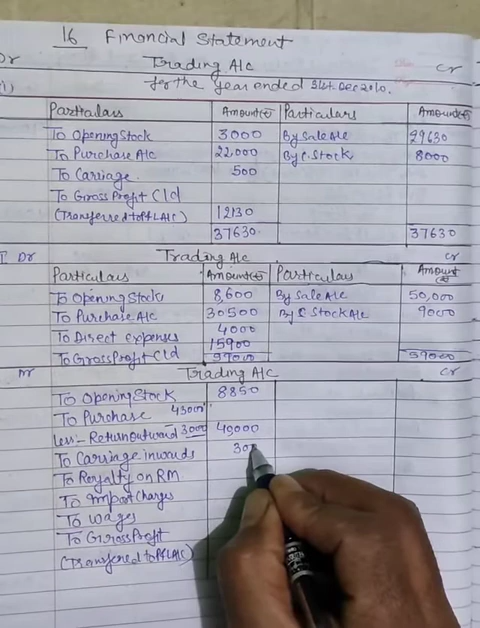 16 Financial Statement
Dr Trading A/c Cr
for the year ended 31st Dec 2010.
Particulars Amount(₹) Particulars Amount(₹)
To Opening Stock 3000 By Sale A/c 29630
To Purchase A/c 22,000 By C. Stock 8000
To Carriage 500
To Gross Profit C/d
(Transferred to P&L A/c) 12130
37630 37630
II Dr Trading A/c Cr
Particulars Amount(₹) Particulars Amount(₹)
To Opening Stock 8,600 By Sale A/c 50,000
To Purchase A/c 30500 By C Stock A/c 9000
To Direct expenses 4000
To Gross Profit C/d 15900
59000 59000
Trading A/c Cr
To Opening Stock 8850
To Purchase
Less:- Return outward 3000 49000
To Carriage inwards 300
To Royalty on RM
To Import Charges
To Wages
To Gross Profit
(Transferred to P&L A/c)